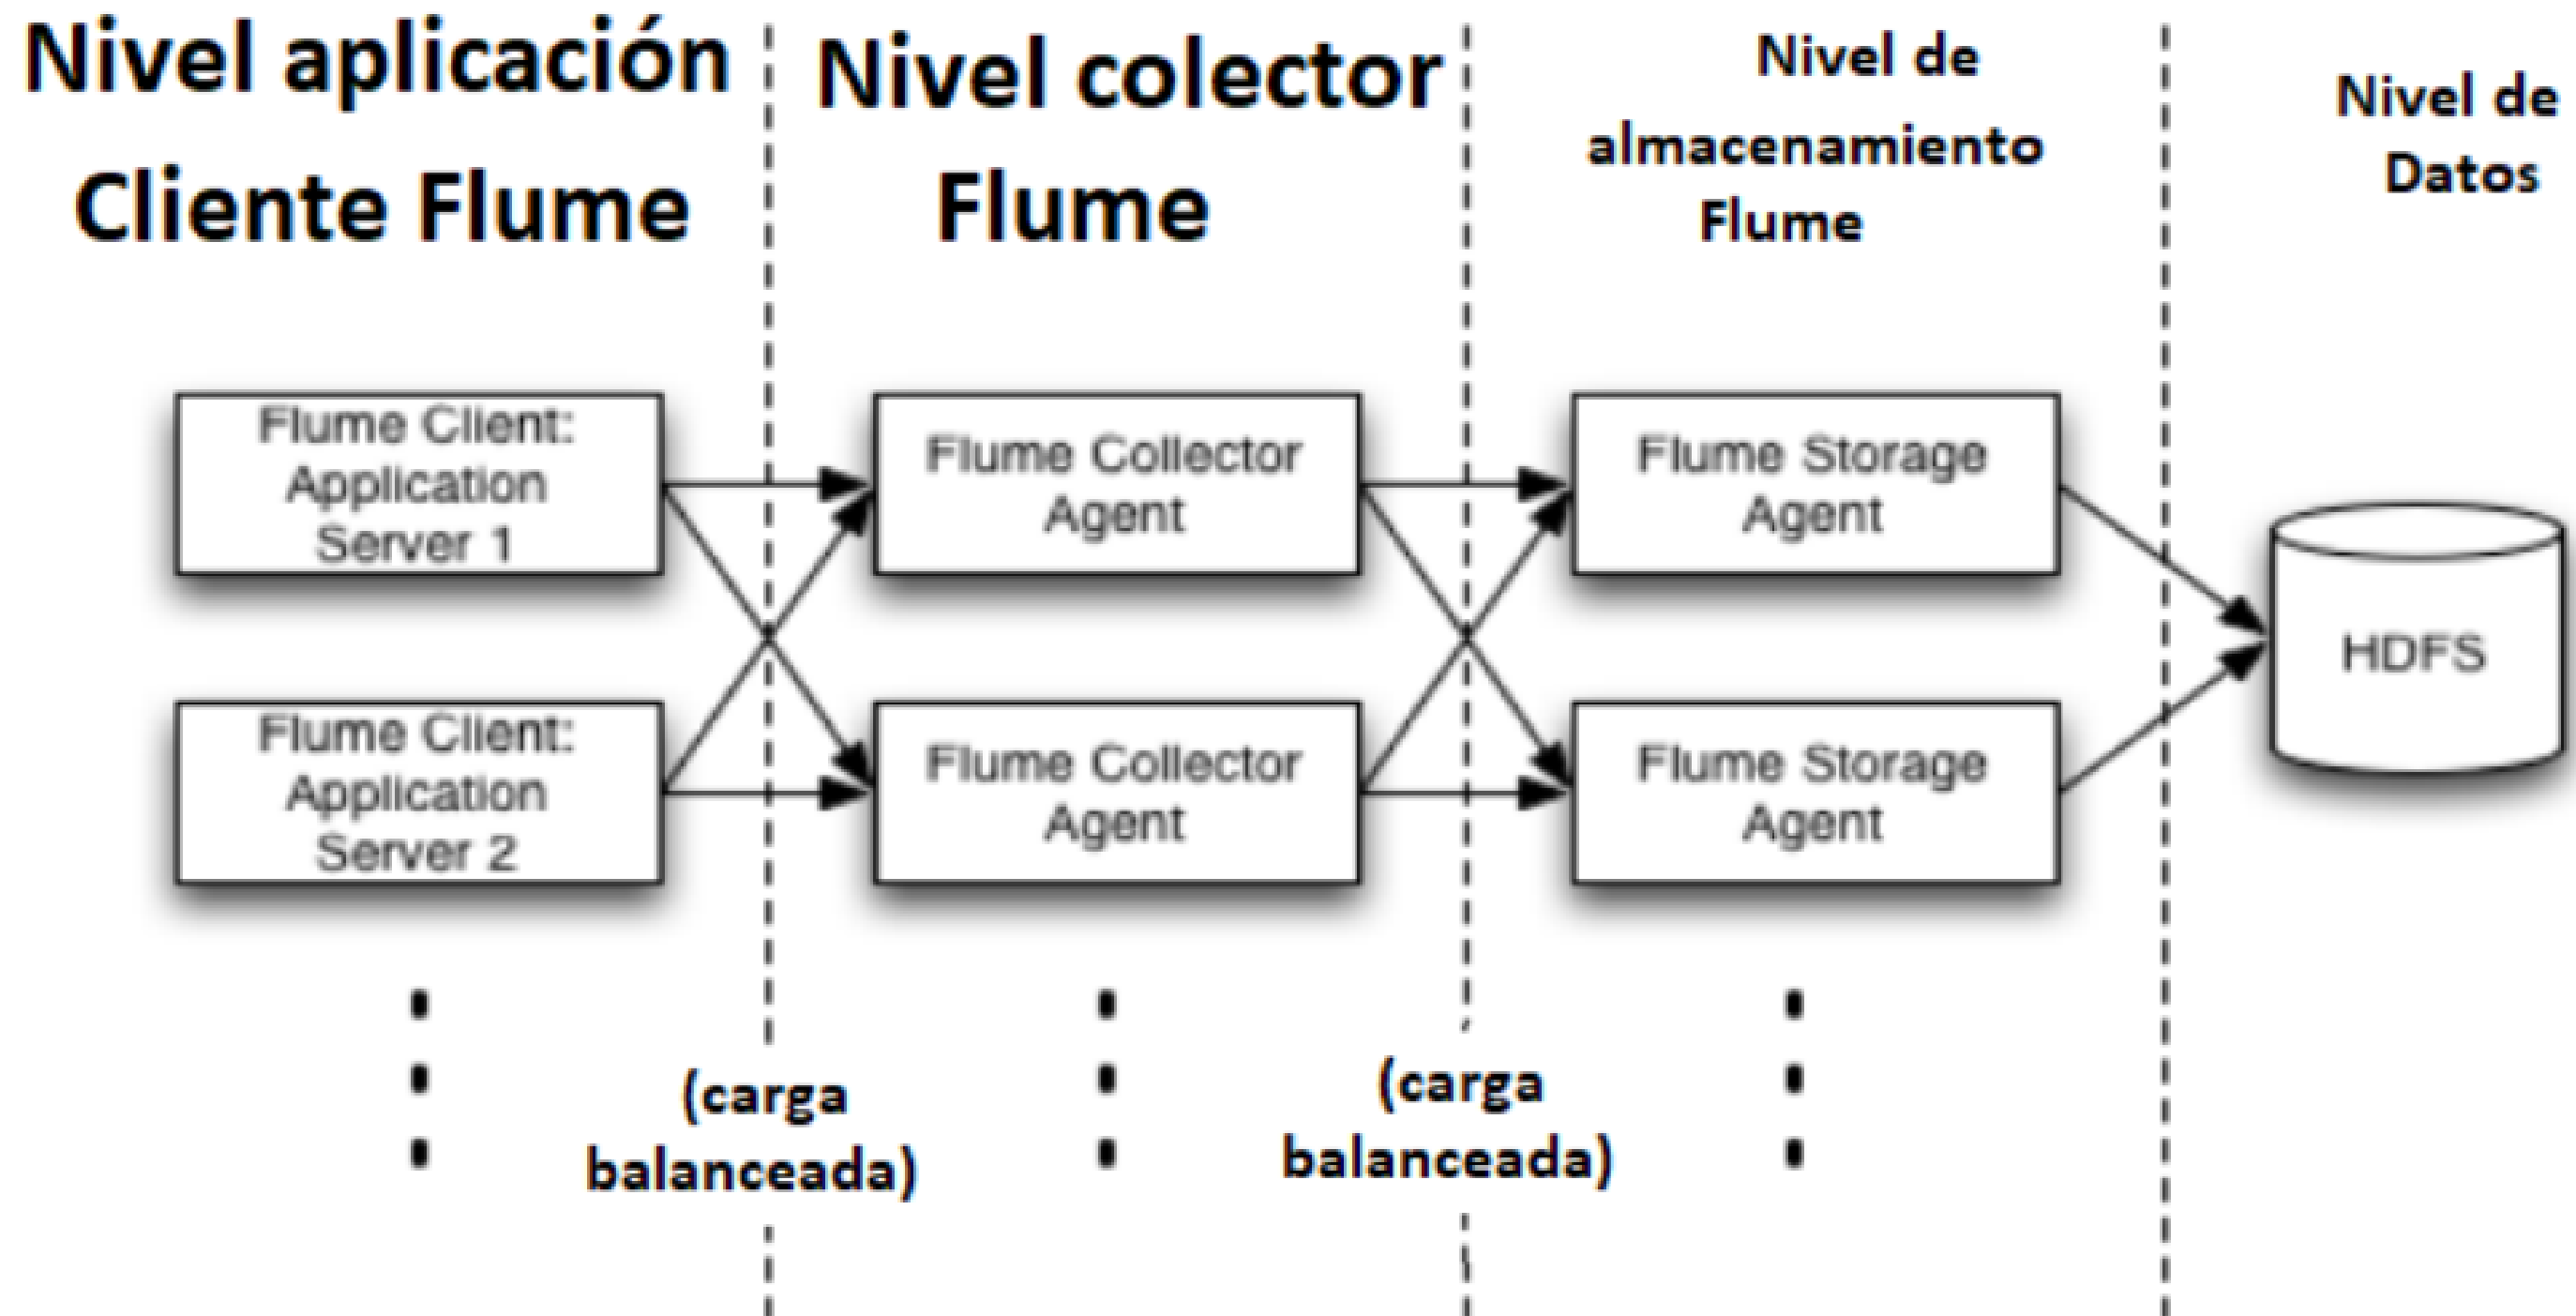 Nivel aplicación
Cliente Flume
Nivel colector
Flume
Nivel de
almacenamiento
Flume
Nivel de
Datos
Flume Client:
Application
Server 1
Flume Collector
Agent
Flume Storage
Agent
HDFS
Flume Client:
Application
Server 2
Flume Collector
Agent
Flume Storage
Agent
(carga
balanceada)
(carga
balanceada)